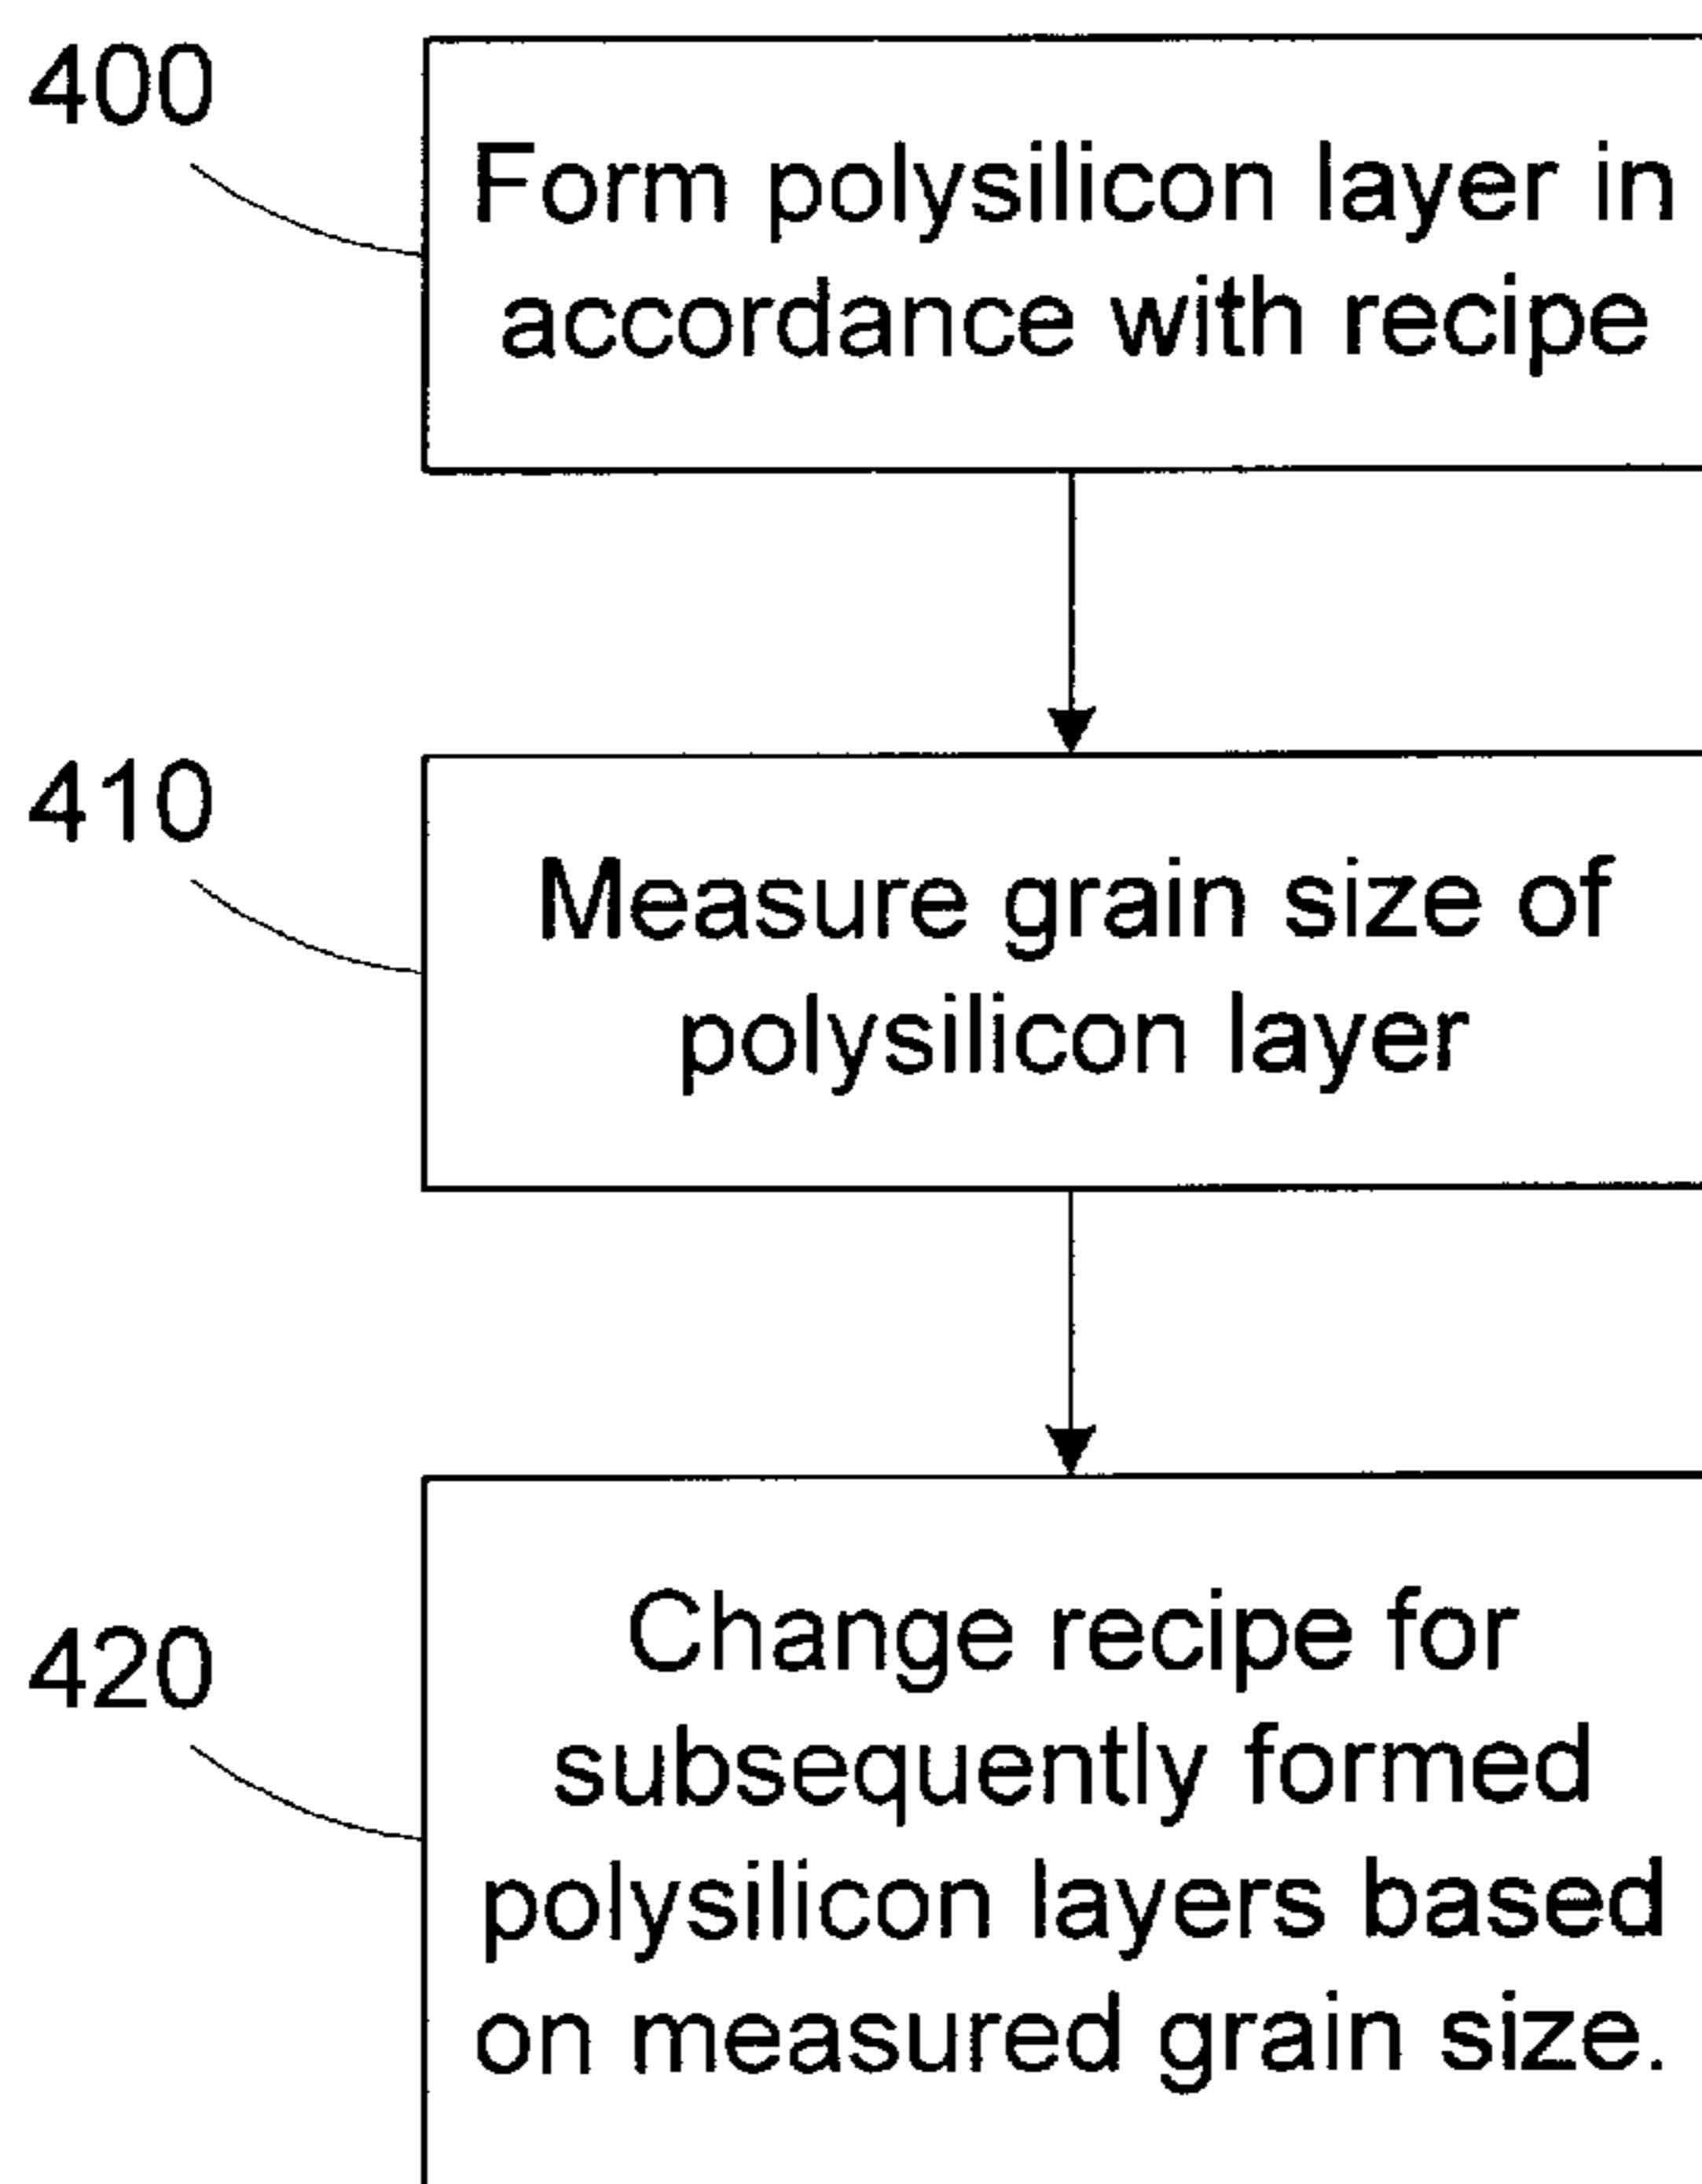 400
Form polysilicon layer in
accordance with recipe
410
Measure grain size of
polysilicon layer
420
Change recipe for
subsequently formed
polysilicon layers based
on measured grain size.